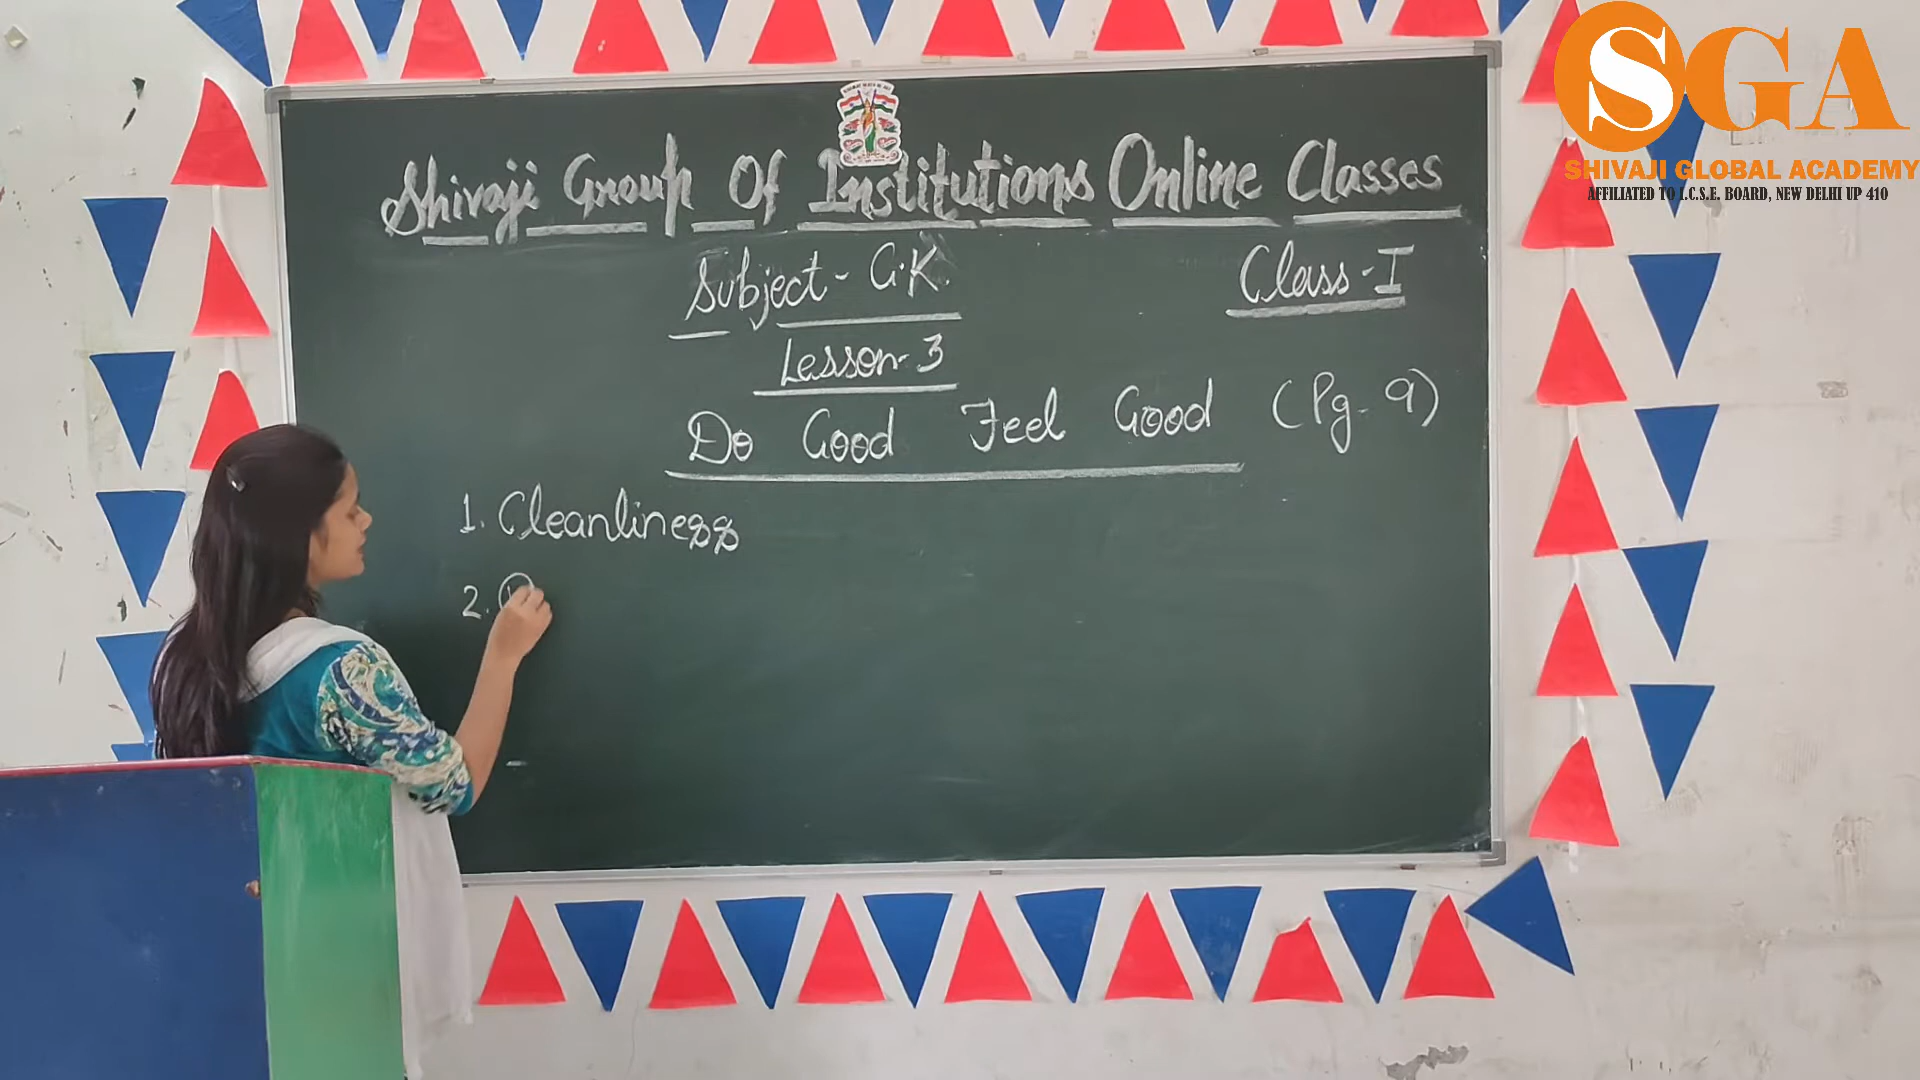 SGA
SHIVAJI GLOBAL ACADEMY
AFFILIATED TO I.C.S.E. BOARD, NEW DELHI UP 410
Shivaji Group Of Institutions Online Classes
Subject - G.K.
Class - I
Lesson - 3
Do Good Feel Good (Pg. 9)
1. Cleanliness
2.